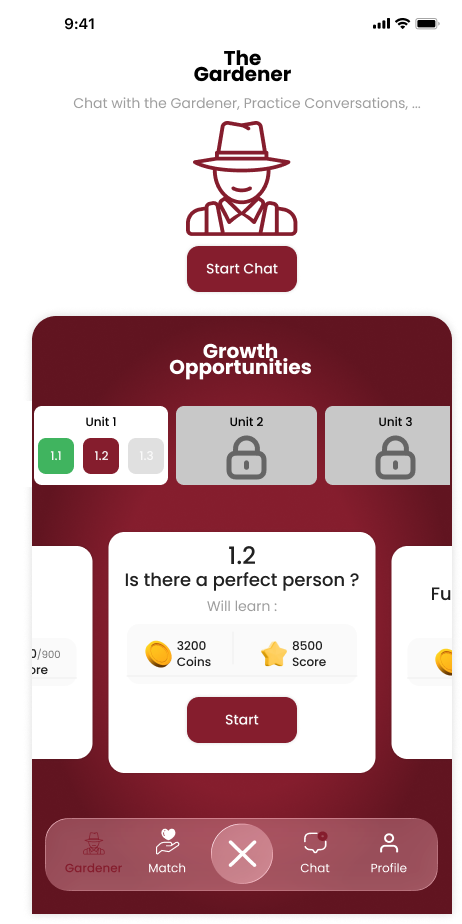 9:41
The
Gardener
Chat with the Gardener, Practice Conversations, ...
Start Chat
Growth
Opportunities
Unit 1
Unit 2
Unit 3
1.1
1.2
1.3
1.2
Is there a perfect person ?
Will learn :
Fu
0/900
ore
3200
Coins
8500
Score
Start
Gardener
Match
Chat
Profile